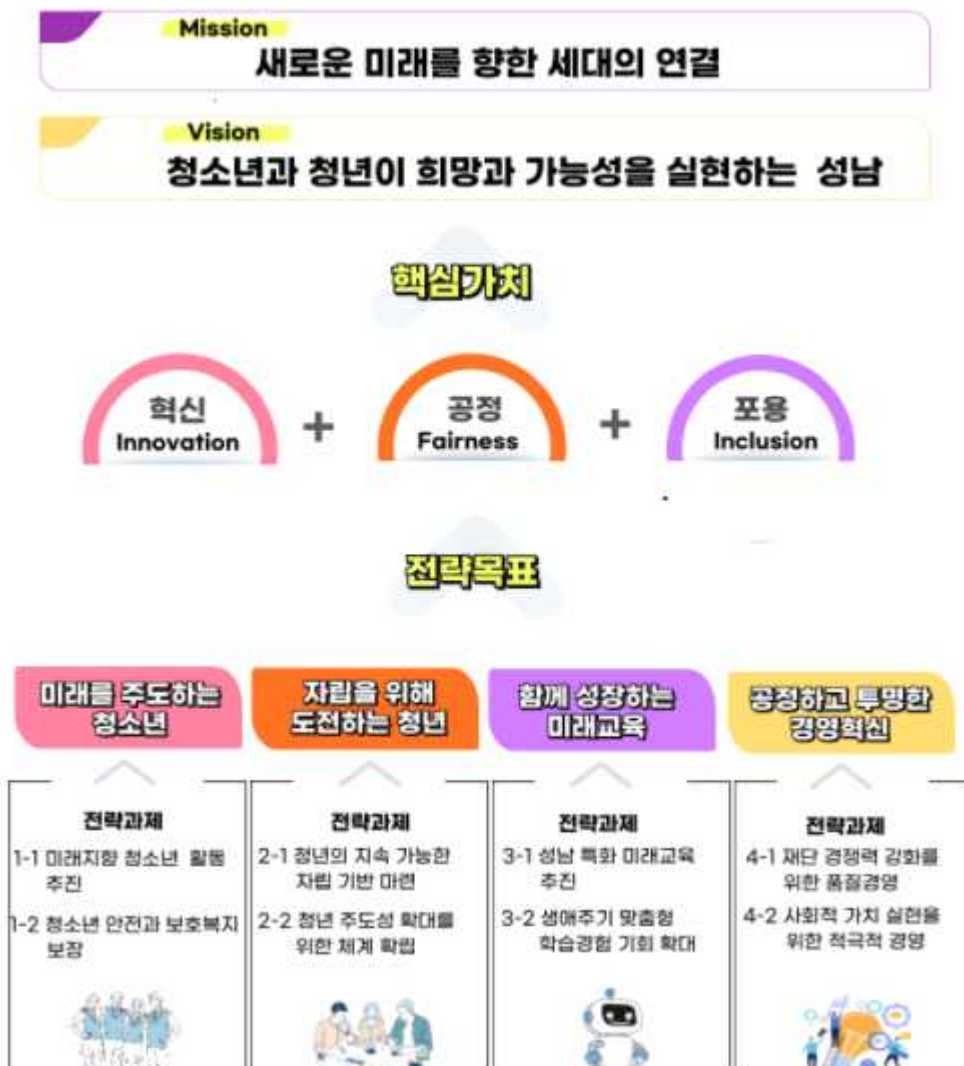 Mission
새로운 미래를 향한 세대의 연결
Vision
청소년과 청년이 희망과 가능성을 실현하는 성남
핵심가치
혁신
Innovation
+
공정
Fairness
+
포용
Inclusion
전략목표
미래를 주도하는
청소년
전략과제
1-1 미래지향 청소년 활동
추진
1-2 청소년 안전과 보호복지
보장
자립을 위해
도전하는 청년
전략과제
2-1 청년의 지속 가능한
자립 기반 마련
2-2 청년 주도성 확대를
위한 체계 확립
함께 성장하는
미래교육
전략과제
3-1 성남 특화 미래교육
추진
3-2 생애주기 맞춤형
학습경험 기회 확대
공정하고 투명한
경영혁신
전략과제
4-1 재단 경쟁력 강화를
위한 품질경영
4-2 사회적 가치 실현을
위한 적극적 경영